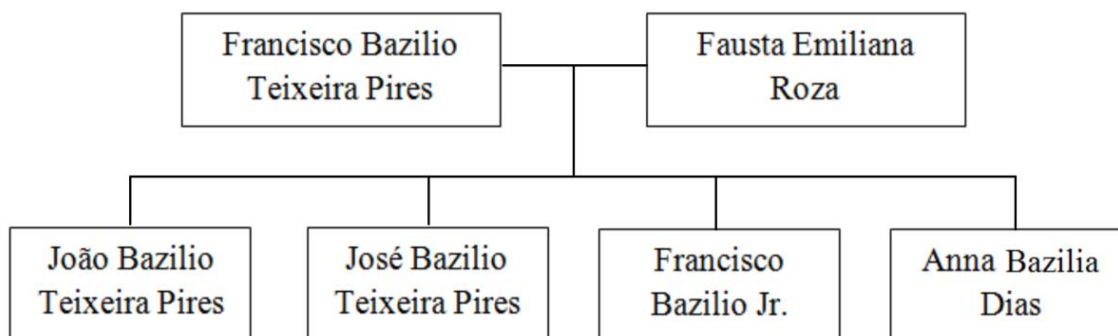 Francisco Bazilio
Teixeira Pires
Fausta Emiliana
Roza
João Bazilio
Teixeira Pires
José Bazilio
Teixeira Pires
Francisco
Bazilio Jr.
Anna Bazilia
Dias